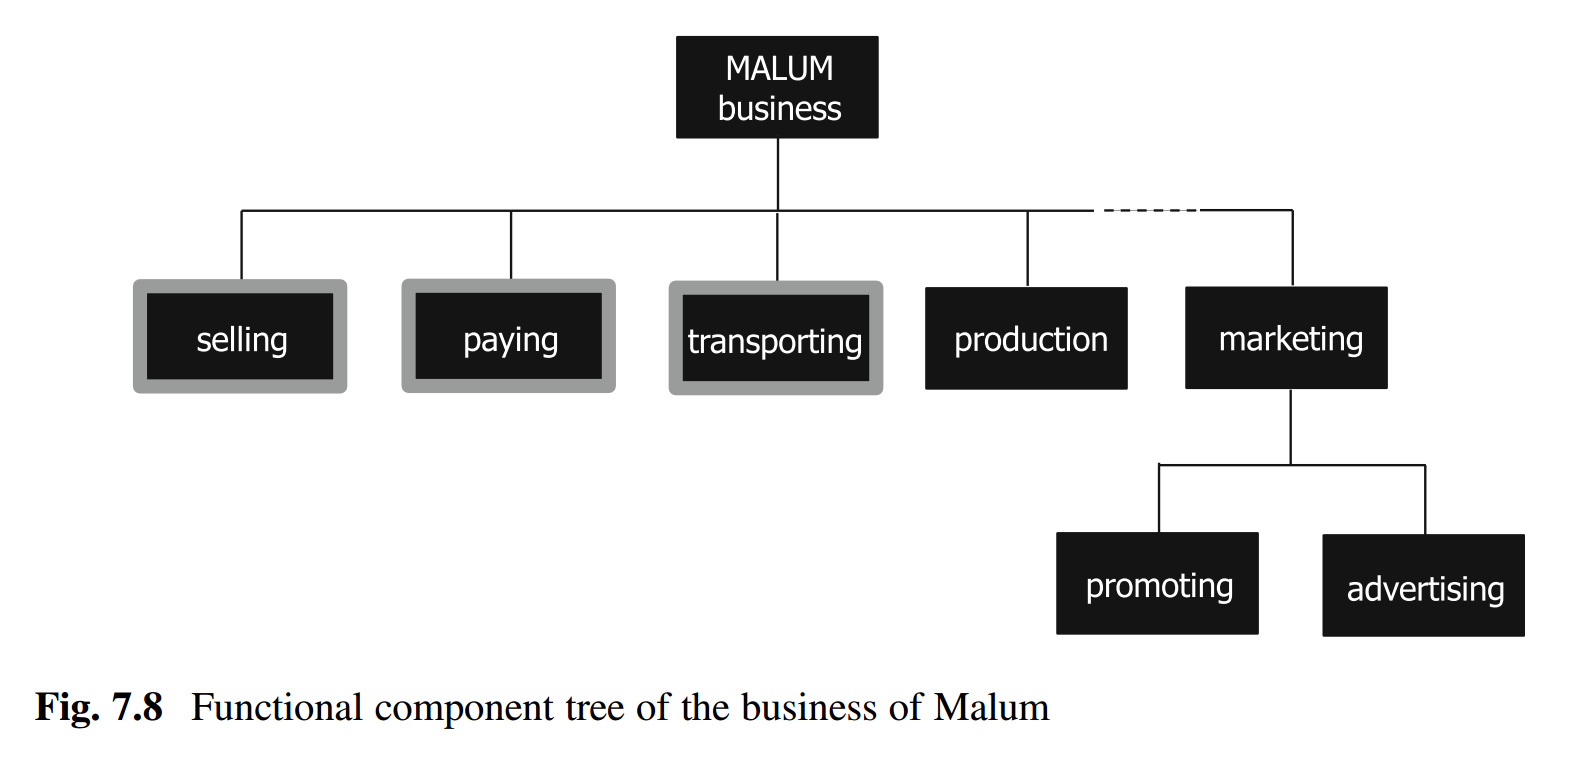 MALUM
business
selling
paying
transporting
production
marketing
promoting
advertising
Fig. 7.8 Functional component tree of the business of Malum